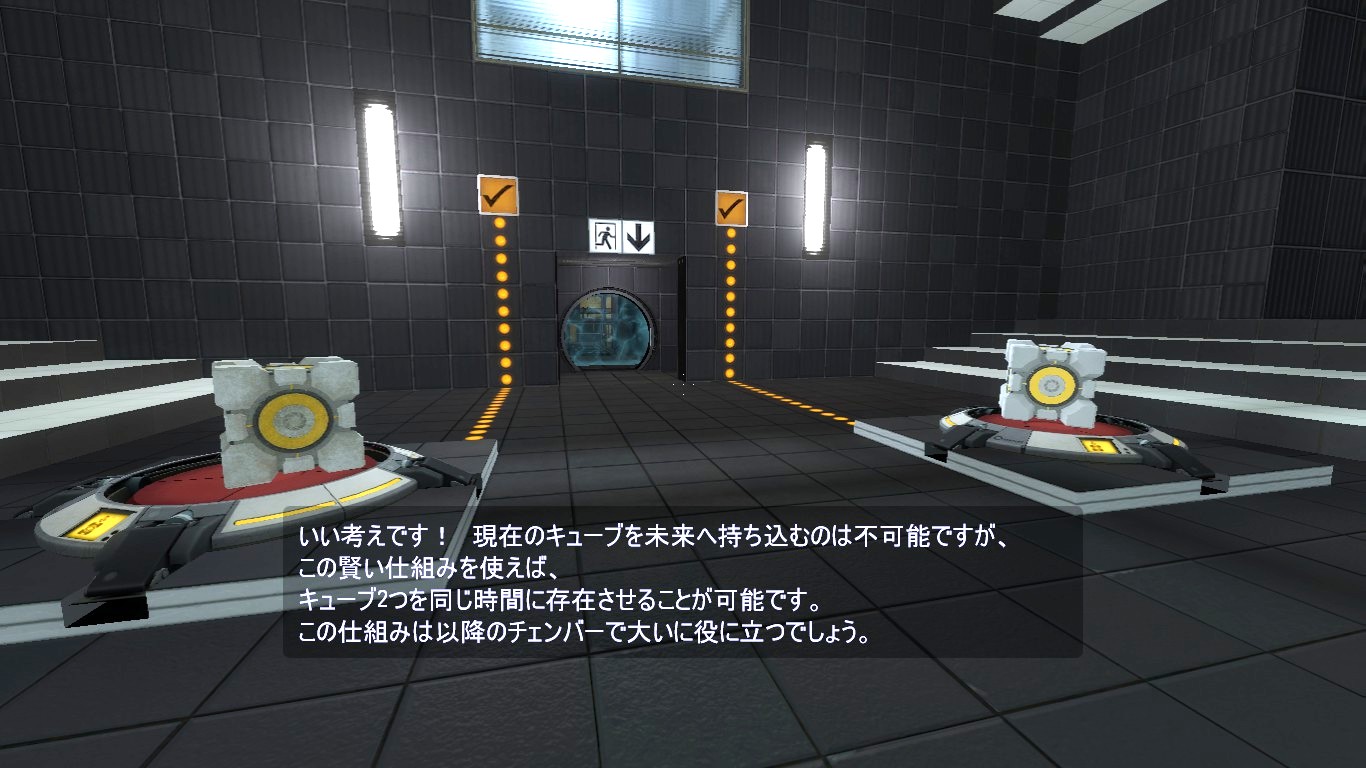 いい考えです！　現在のキューブを未来へ持ち込むのは不可能ですが、
この賢い仕組みを使えば、
キューブ2つを同じ時間に存在させることが可能です。
この仕組みは以降のチェンバーで大いに役に立つでしょう。